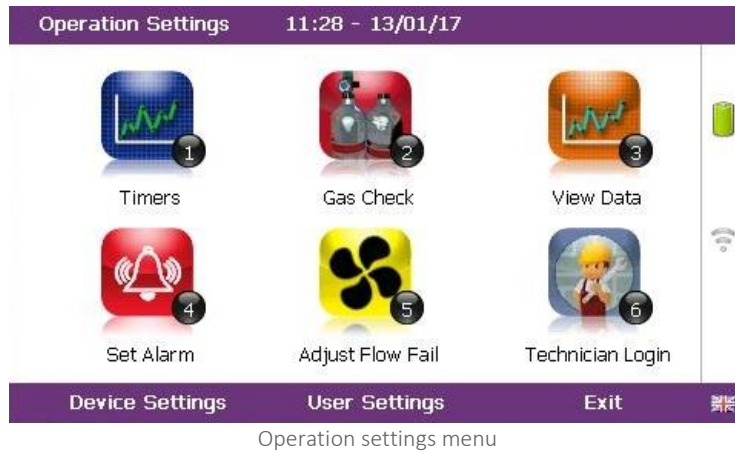 Operation Settings 11:28 - 13/01/17
1 2 3
Timers Gas Check View Data
4 5 6
Set Alarm Adjust Flow Fail Technician Login
Device Settings User Settings Exit
Operation settings menu